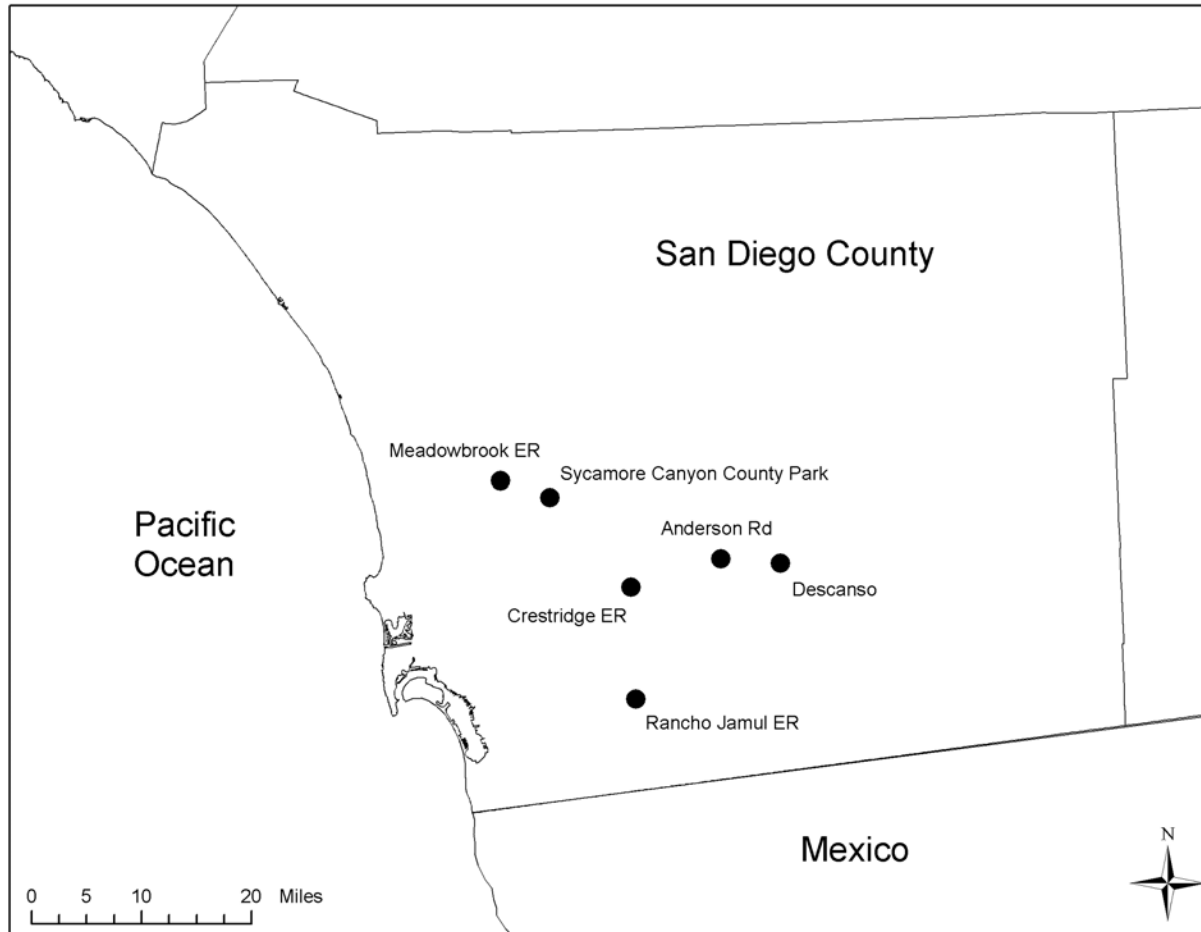 San Diego County
Meadowbrook ER
Sycamore Canyon County Park
Pacific
Ocean
Anderson Rd
Descanso
Crestridge ER
Rancho Jamul ER
Mexico
N
0 5 10 20 Miles